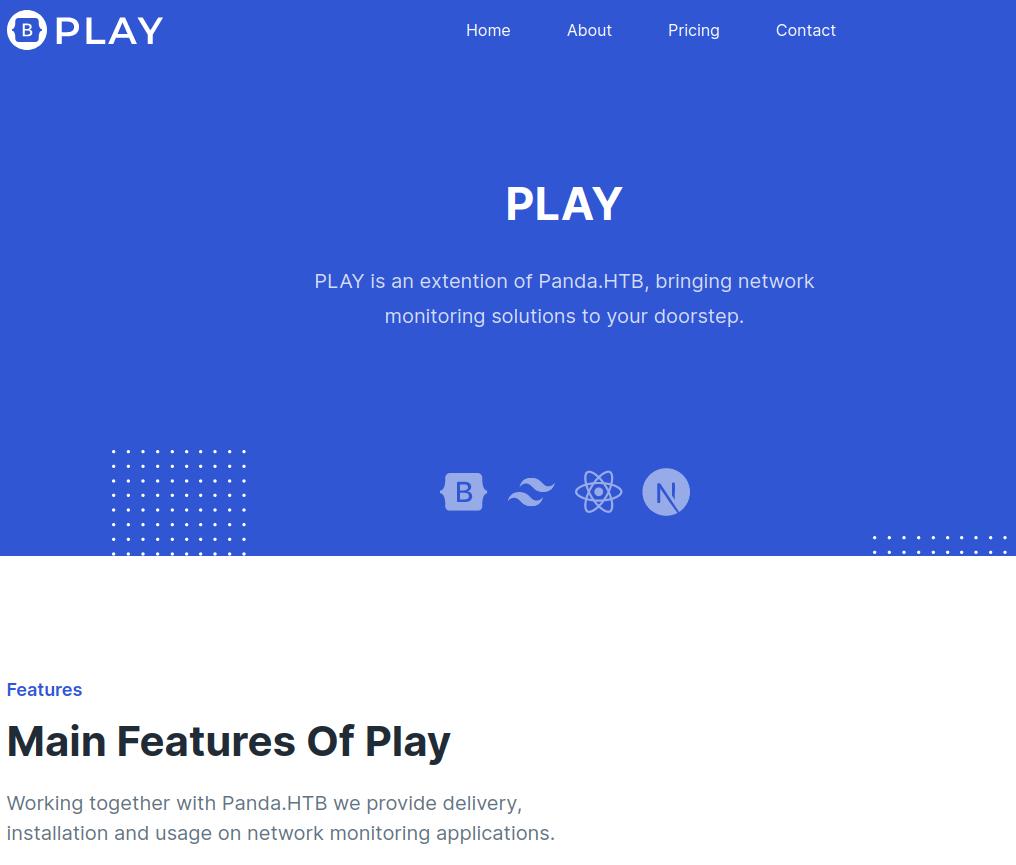 B PLAY Home About Pricing Contact
PLAY
PLAY is an extention of Panda.HTB, bringing network
monitoring solutions to your doorstep.
B N
Features
Main Features Of Play
Working together with Panda.HTB we provide delivery,
installation and usage on network monitoring applications.